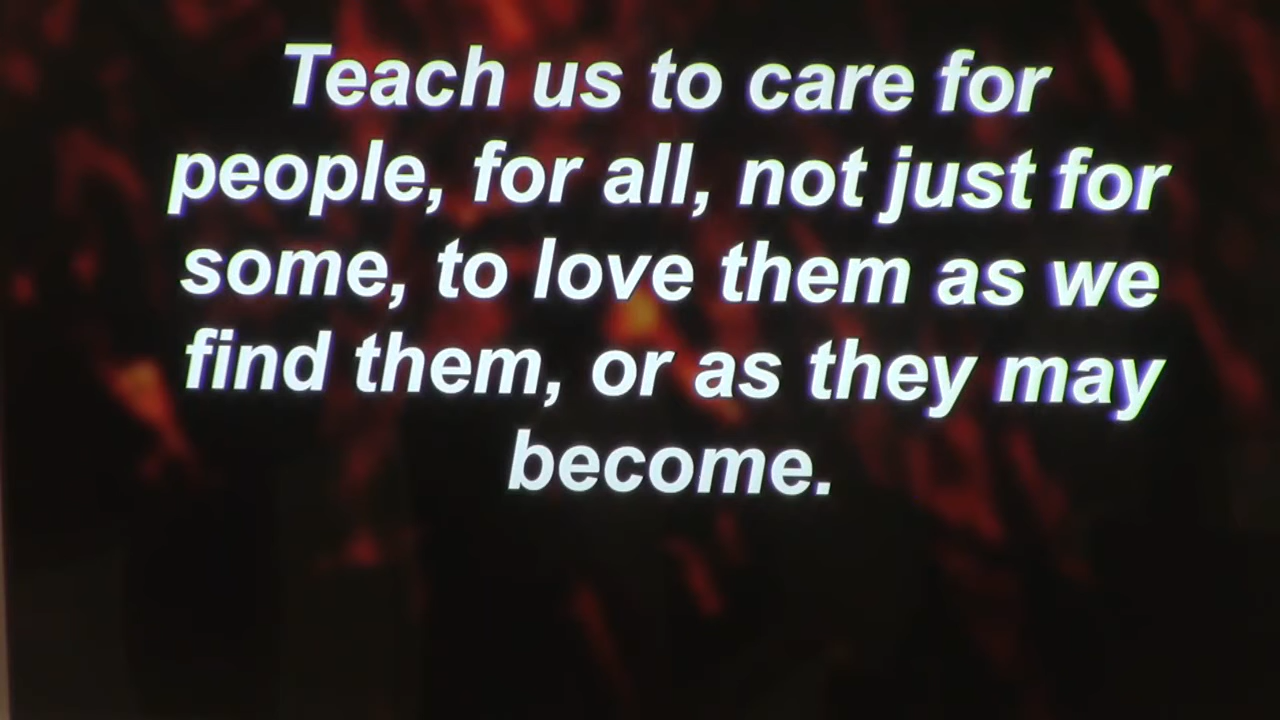 Teach us to care for
people, for all, not just for
some, to love them as we
find them, or as they may
become.